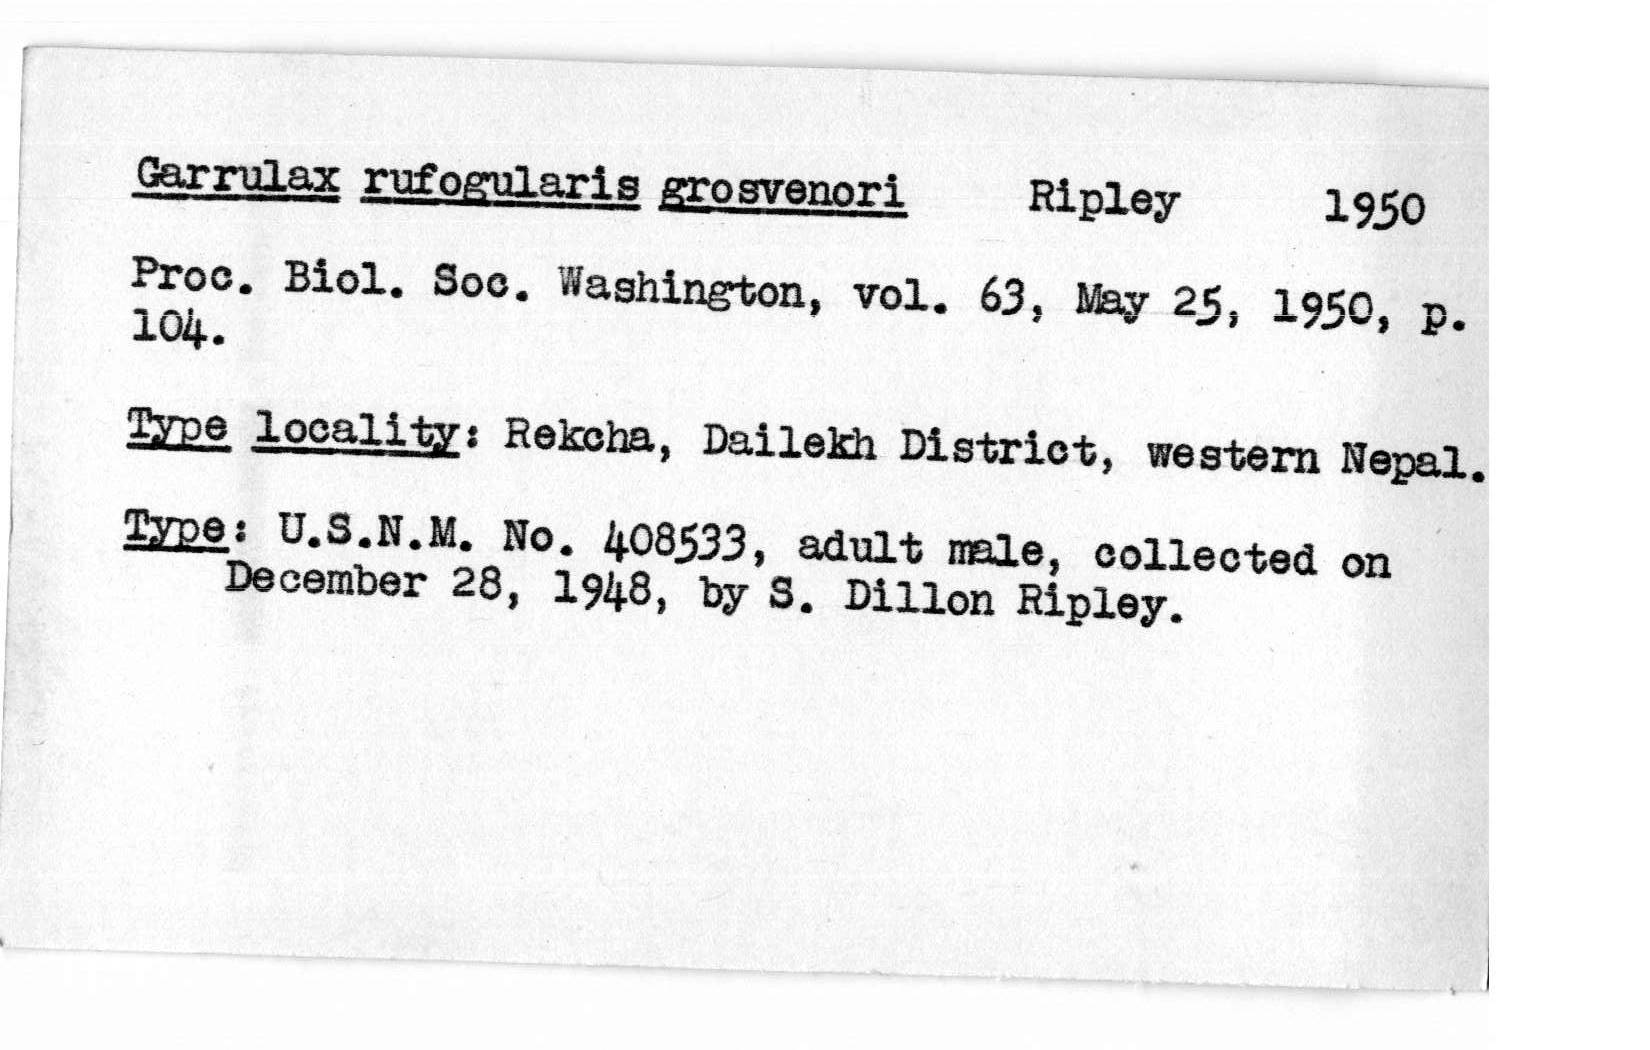 Garrulax rufogularis grosvenori Ripley 1950
Proc. Biol. Soc. Washington, vol. 63, May 25, 1950, p.
104.
Type locality: Rekcha, Dailekh District, western Nepal.
Type: U.S.N.M. No. 408533, adult male, collected on
December 28, 1948, by S. Dillon Ripley.